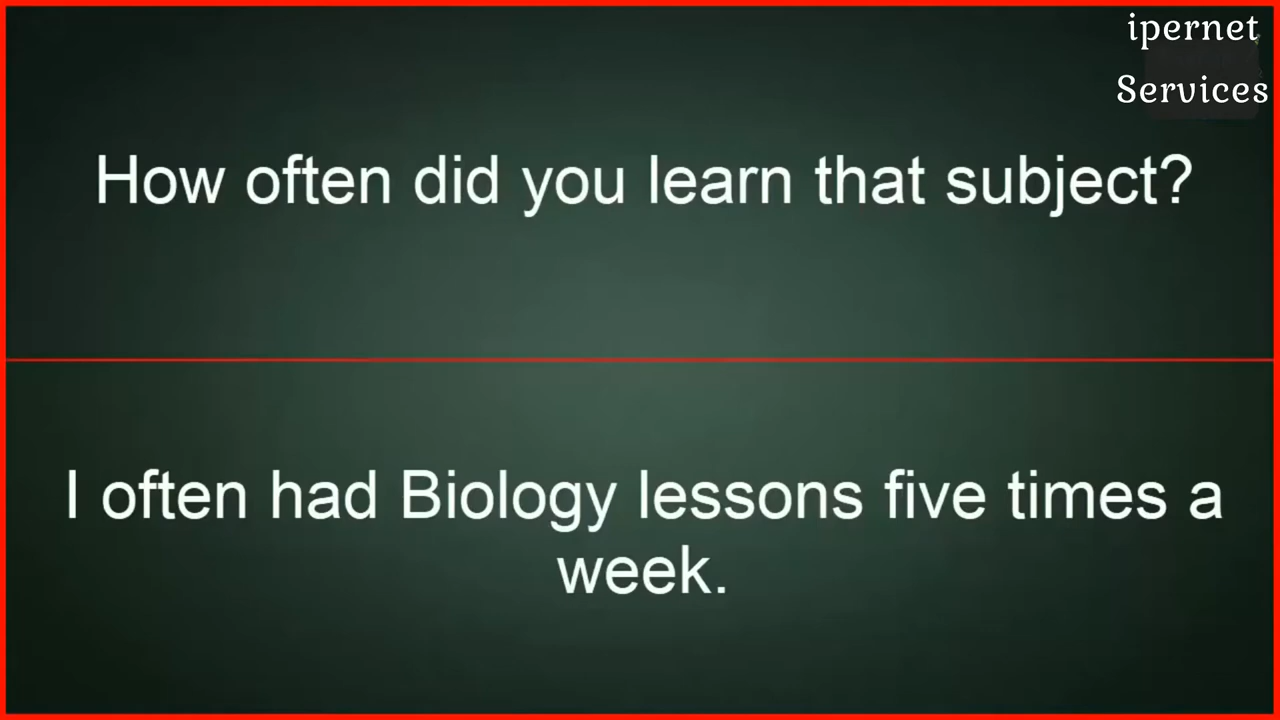 ipernet
Services
How often did you learn that subject?
I often had Biology lessons five times a
week.